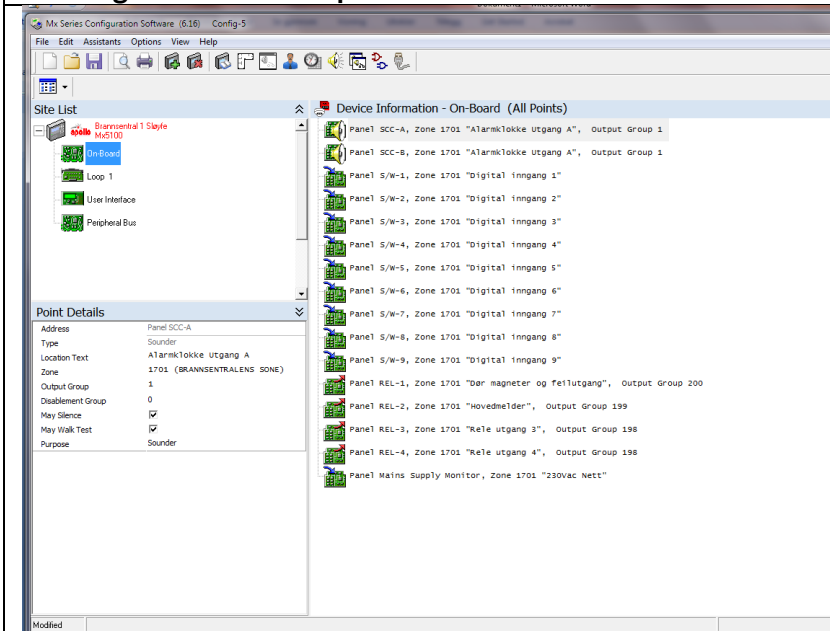 Mx Series Configuration Software (6.16) Config-5
File Edit Assistants Options View Help
Site List
Brannsentral 1 Sløyfe
apollo Mx5100
On-Board
Loop 1
User Interface
Peripheral Bus
Point Details
Address Panel SCC-A
Type Sounder
Location Text Alarmklokke Utgang A
Zone 1701 (BRANNSENTRALENS SONE)
Output Group 1
Disablement Group 0
May Silence
May Walk Test
Purpose Sounder
Device Information - On-Board (All Points)
Panel SCC-A, Zone 1701 "Alarmklokke Utgang A", Output Group 1
Panel SCC-B, Zone 1701 "Alarmklokke Utgang A", Output Group 1
Panel S/W-1, Zone 1701 "Digital inngang 1"
Panel S/W-2, Zone 1701 "Digital inngang 2"
Panel S/W-3, Zone 1701 "Digital inngang 3"
Panel S/W-4, Zone 1701 "Digital inngang 4"
Panel S/W-5, Zone 1701 "Digital inngang 5"
Panel S/W-6, Zone 1701 "Digital inngang 6"
Panel S/W-7, Zone 1701 "Digital inngang 7"
Panel S/W-8, Zone 1701 "Digital inngang 8"
Panel S/W-9, Zone 1701 "Digital inngang 9"
Panel REL-1, Zone 1701 "Dør magneter og feilutgang", Output Group 200
Panel REL-2, Zone 1701 "Hovedmelder", Output Group 199
Panel REL-3, Zone 1701 "Rele utgang 3", Output Group 198
Panel REL-4, Zone 1701 "Rele utgang 4", Output Group 198
Panel Mains Supply Monitor, Zone 1701 "230Vac Nett"
Modified